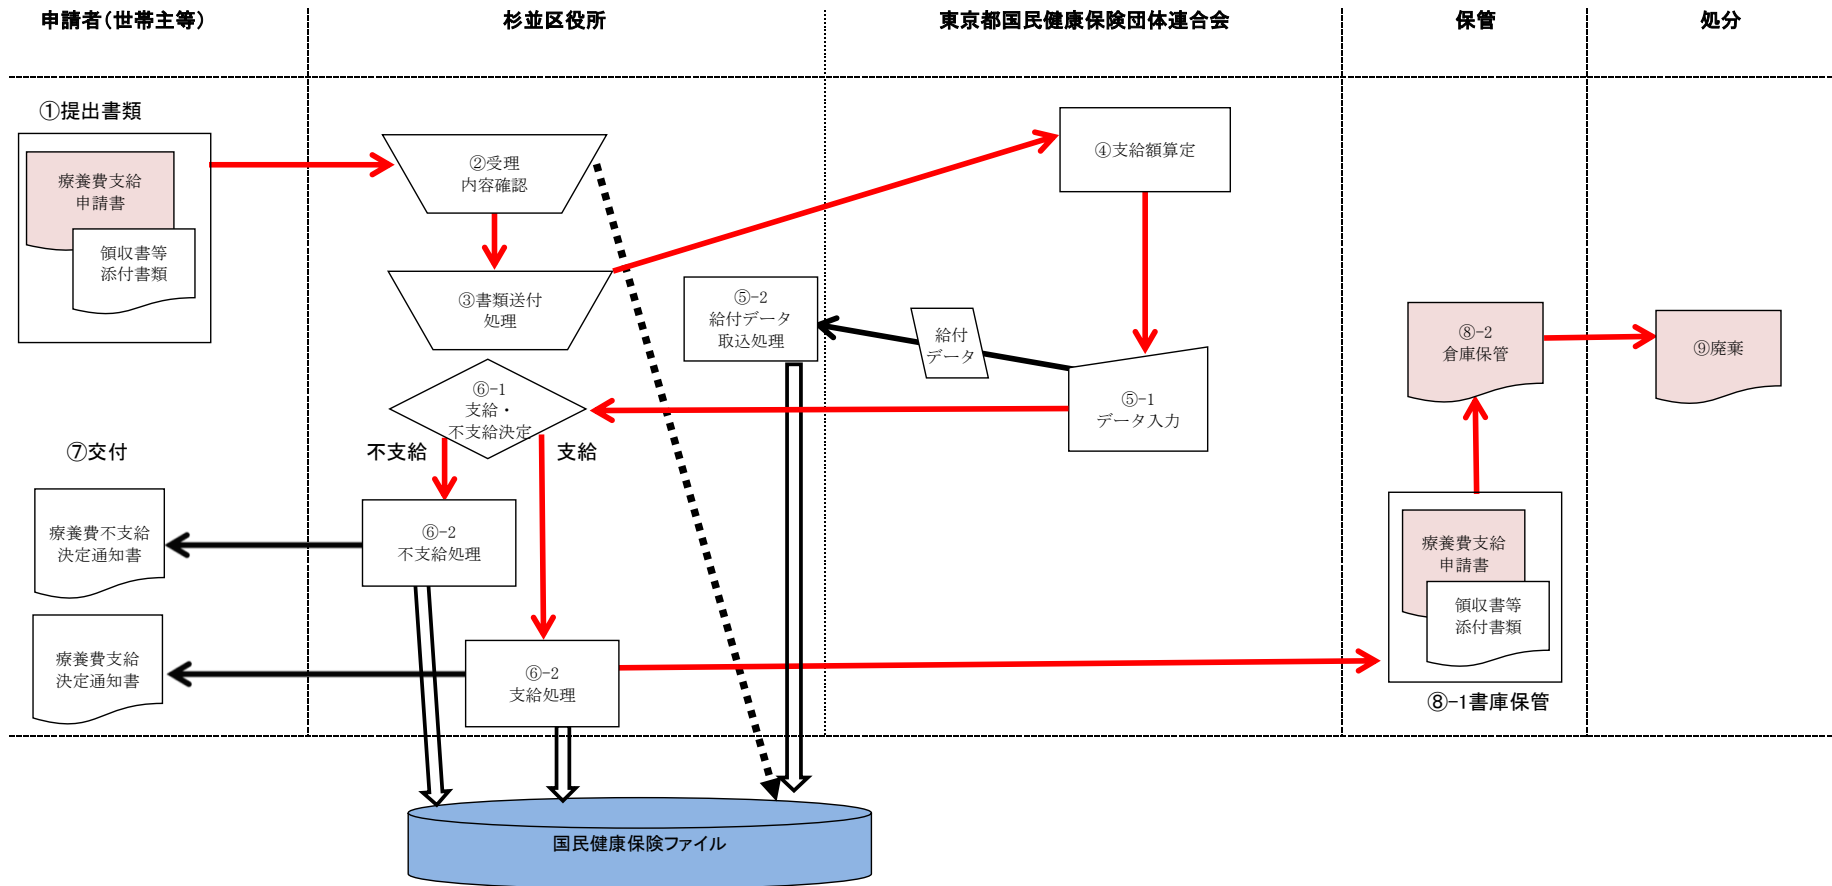 申請者（世帯主等）
杉並区役所
東京都国民健康保険団体連合会
保管
処分
①提出書類
療養費支給
申請書
領収書等
添付書類
②受理
内容確認
③書類送付
処理
④支給額算定
⑤-2
給付データ
取込処理
給付
データ
⑤-1
データ入力
⑥-1
支給・
不支給決定
不支給
支給
⑧-2
倉庫保管
⑨廃棄
⑦交付
療養費不支給
決定通知書
⑥-2
不支給処理
療養費支給
決定通知書
⑥-2
支給処理
療養費支給
申請書
領収書等
添付書類
⑧-1書庫保管
国民健康保険ファイル